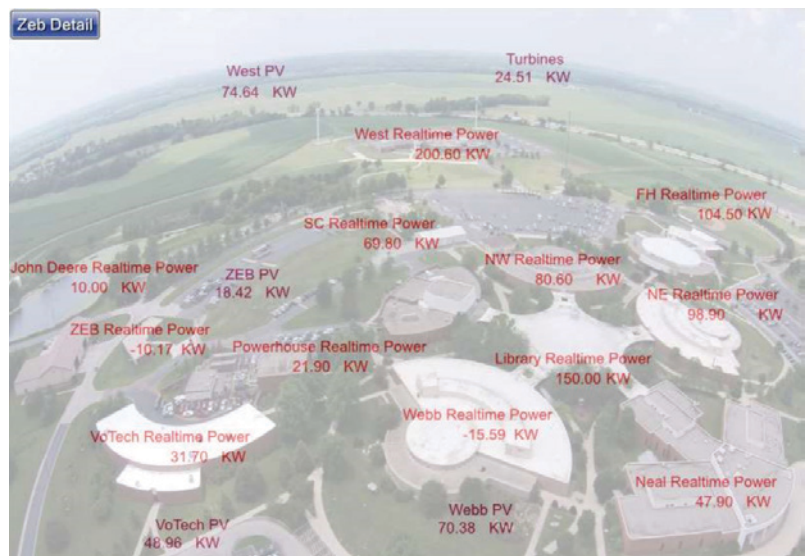 Zeb Detail
West PV
74.64 KW
Turbines
24.51 KW
West Realtime Power
200.60 KW
FH Realtime Power
104.50 KW
SC Realtime Power
69.80 KW
John Deere Realtime Power
10.00 KW
ZEB PV
18.42 KW
NW Realtime Power
80.60 KW
NE Realtime Power
98.90 KW
ZEB Realtime Power
-10.17 KW
Powerhouse Realtime Power
21.90 KW
Library Realtime Power
150.00 KW
VoTech Realtime Power
31.70 KW
Webb Realtime Power
-15.59 KW
Neal Realtime Power
47.90 KW
VoTech PV
48.96 KW
Webb PV
70.38 KW